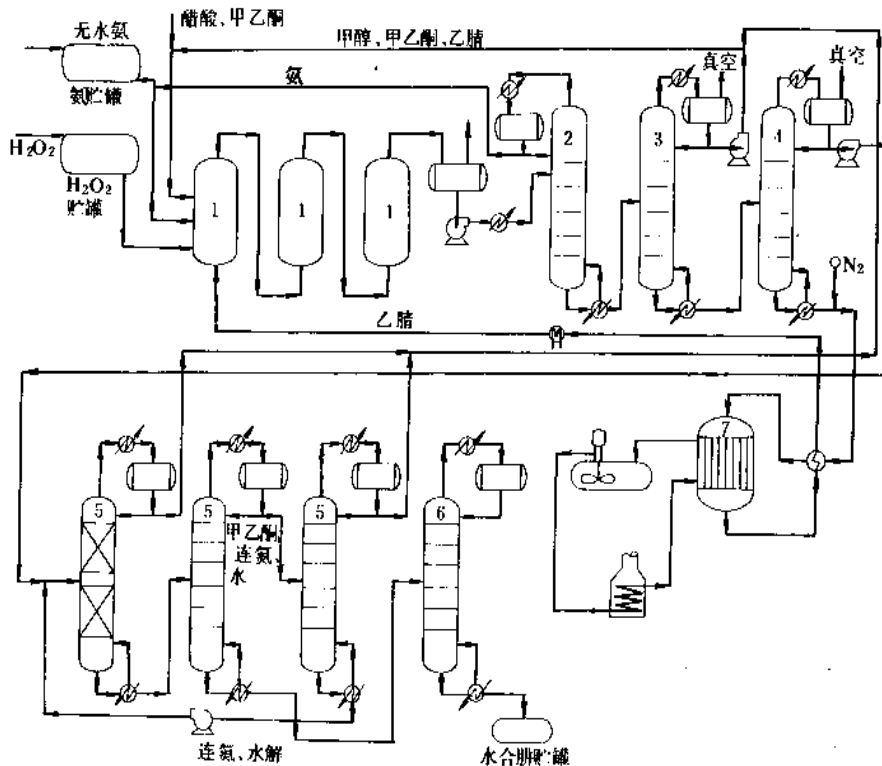 醋酸、甲乙酮
无水氨
甲醇、甲乙酮、乙腈
真空
真空
氨贮罐
氨
H₂O₂
H₂O₂
贮罐
1
1
1
2
3
4
N₂
乙腈
7
5
5
5
6
甲乙酮、
连氮、
水
连氮、水解
水合肼贮罐